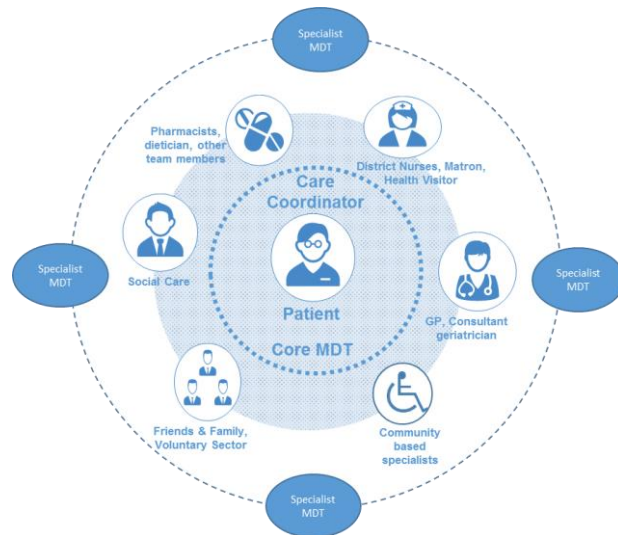 Specialist
MDT
Pharmacists,
dietician, other
team members
District Nurses, Matron,
Health Visitor
Care
Coordinator
Specialist
MDT
Social Care
Patient
GP, Consultant
geriatrician
Specialist
MDT
Core MDT
Friends & Family,
Voluntary Sector
Community
based
specialists
Specialist
MDT